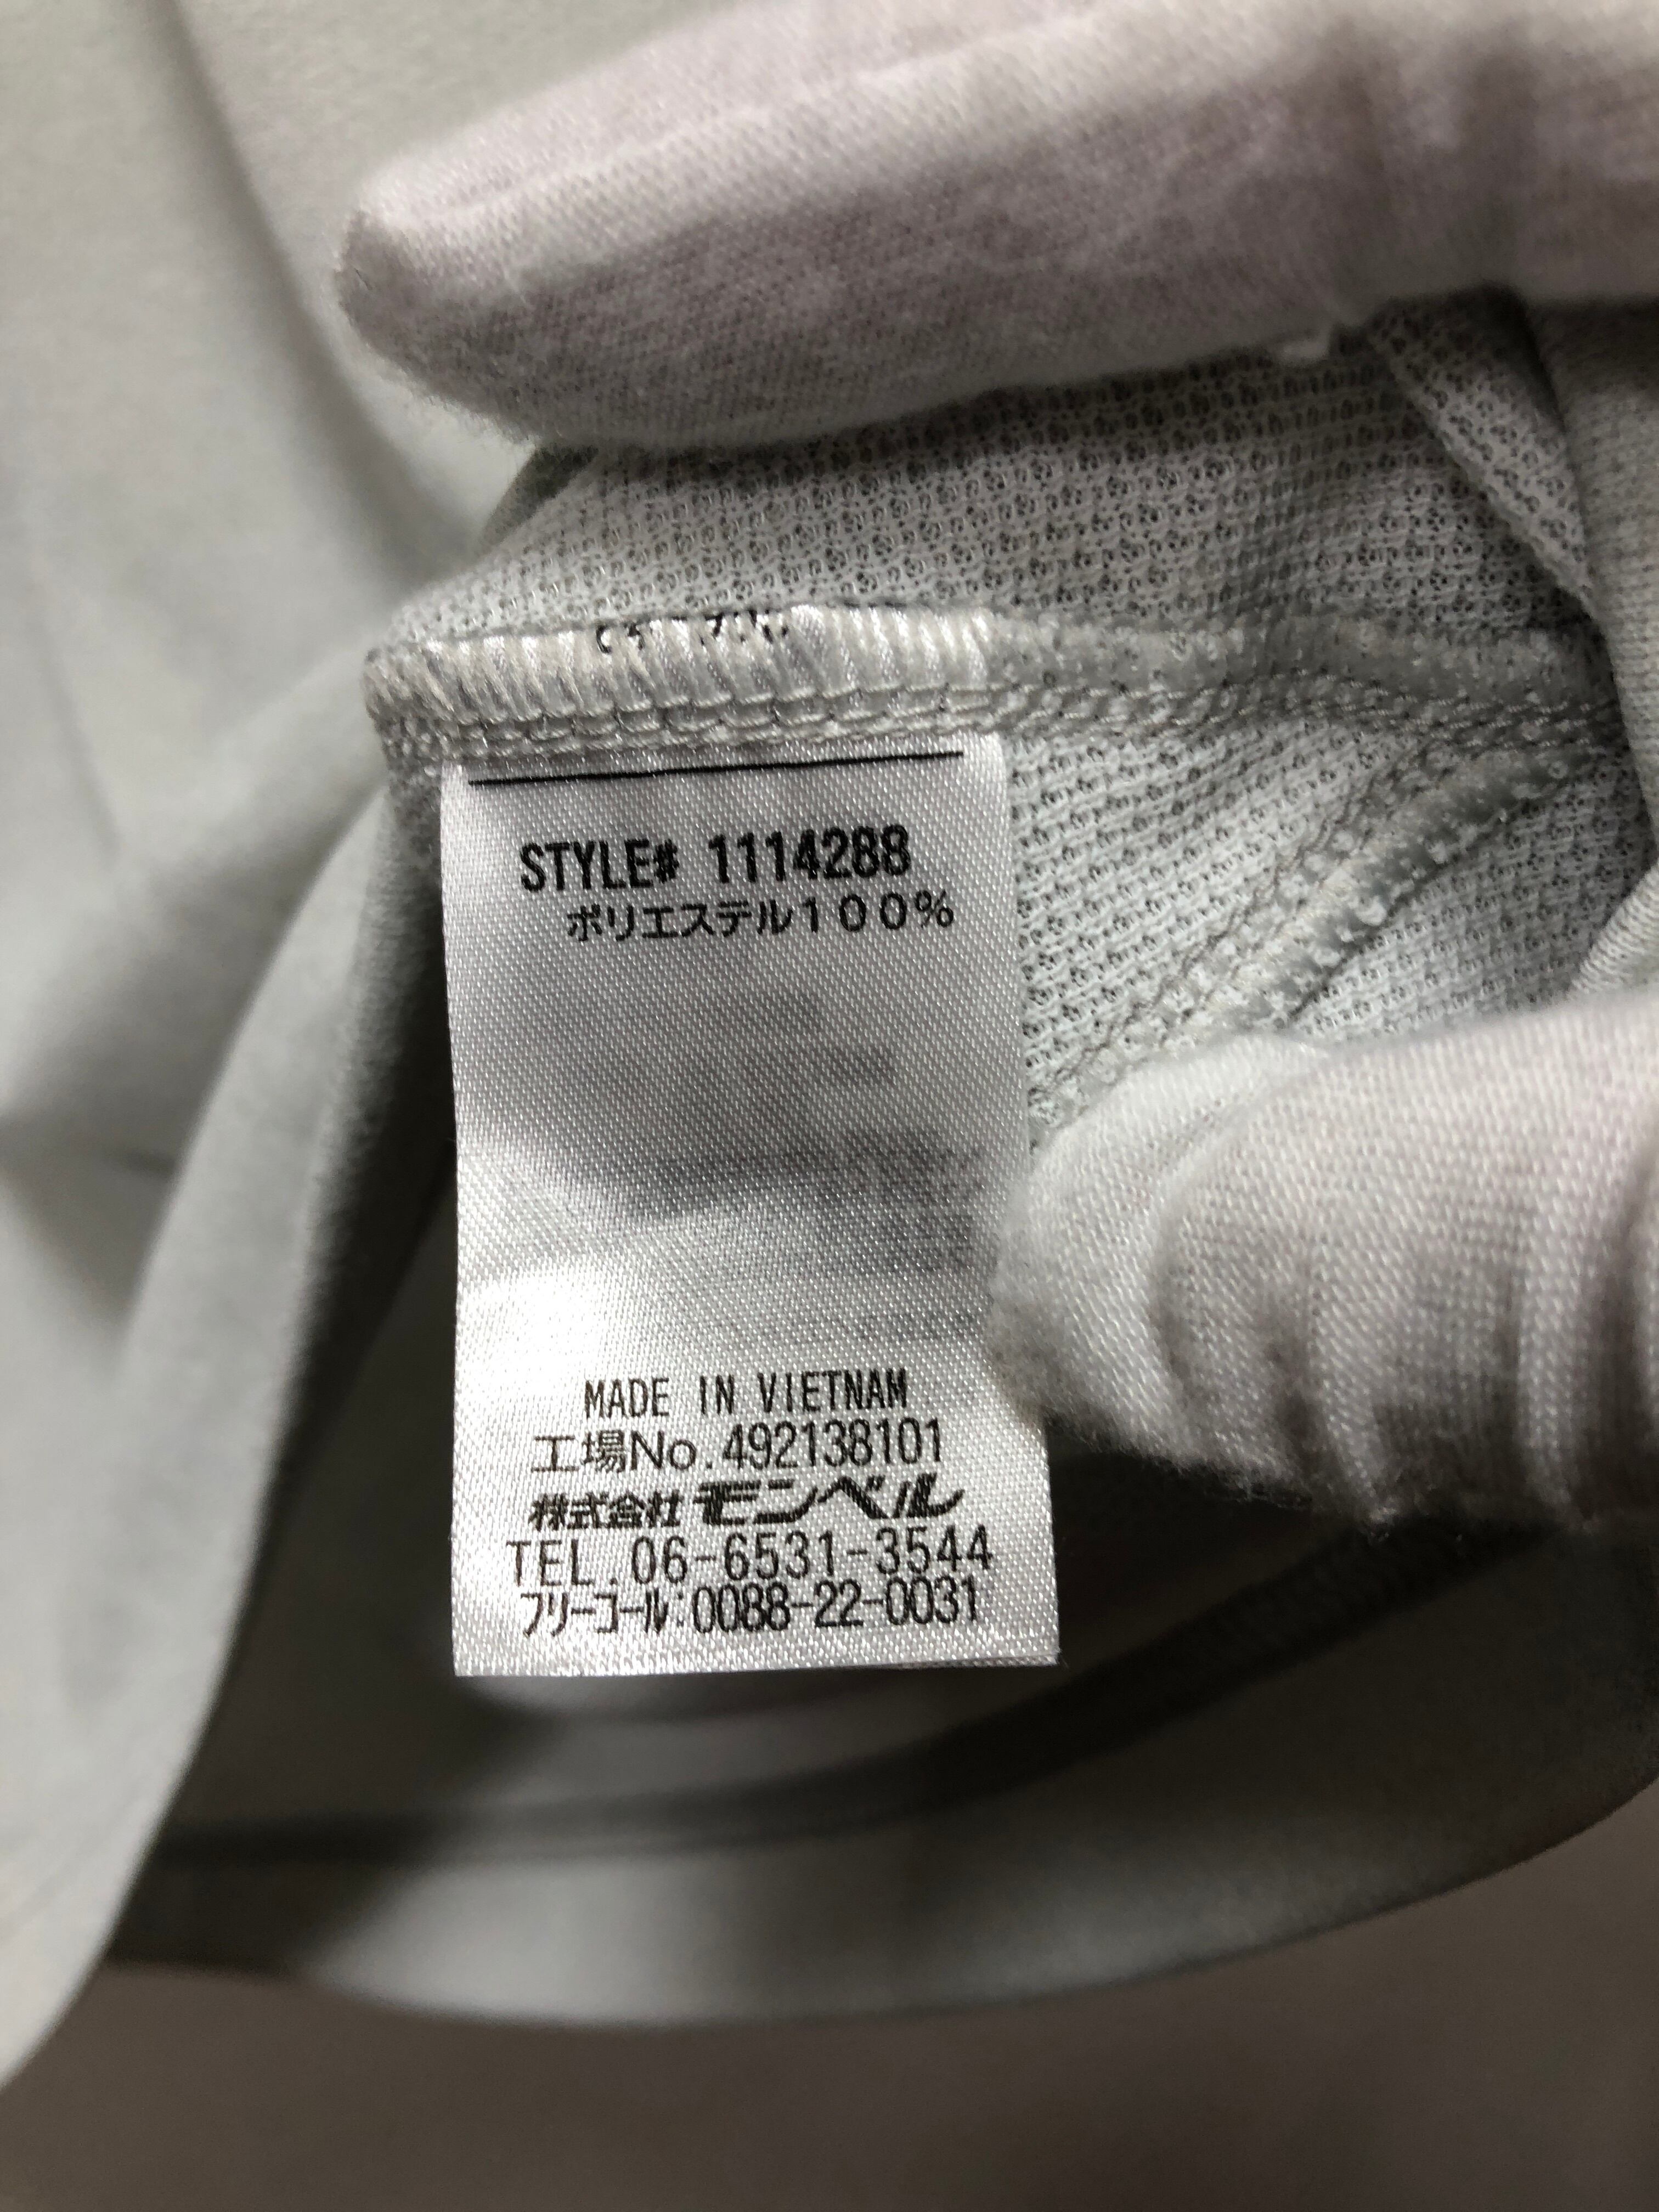 STYLE# 1114288
ポリエステル100%
MADE IN VIETNAM
工場No.492138101
株式会社モンベル
TEL 06-6531-3544
フリーコール:0088-22-0031